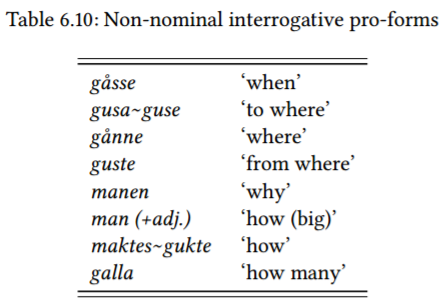 Table 6.10: Non-nominal interrogative pro-forms
gåsse ‘when’
gusa~guse ‘to where’
gånne ‘where’
guste ‘from where’
manen ‘why’
man (+adj.) ‘how (big)’
maktes~gukte ‘how’
galla ‘how many’